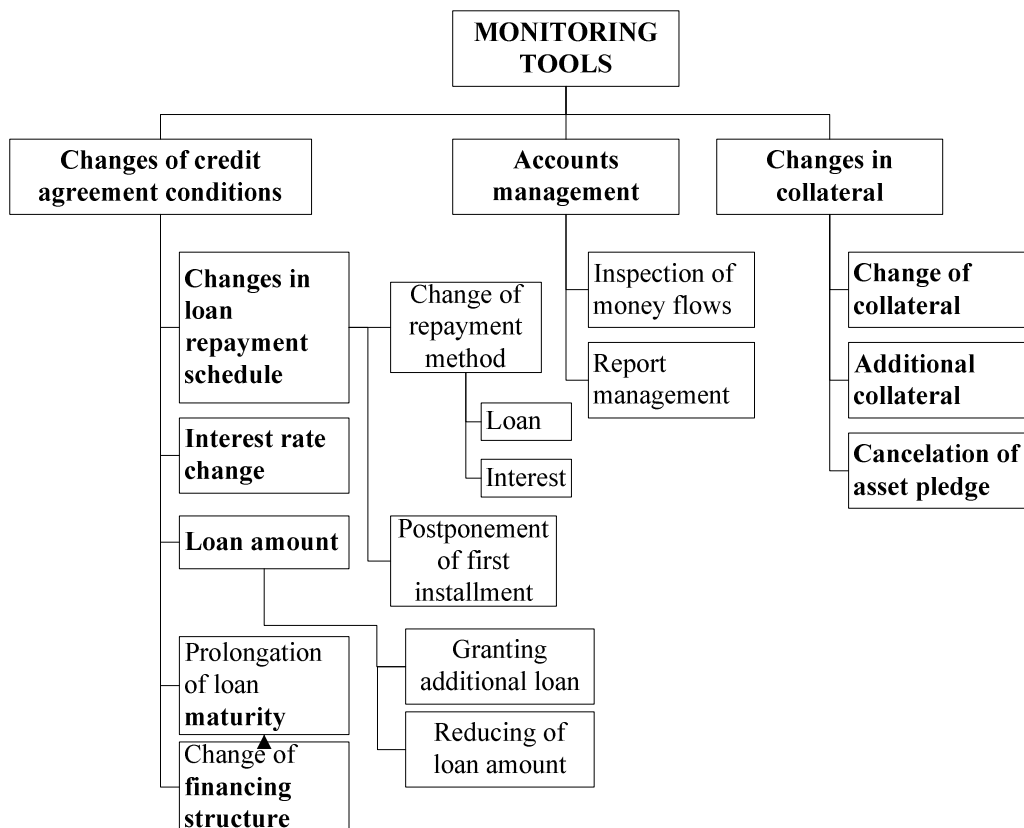 MONITORING
TOOLS
Changes of credit
agreement conditions
Accounts
management
Changes in
collateral
Changes in
loan
repayment
schedule
Interest rate
change
Loan amount
Prolongation
of loan
maturity
Change of
financing
structure
Change of
repayment
method
Loan
Interest
Postponement
of first
installment
Granting
additional loan
Reducing of
loan amount
Inspection of
money flows
Report
management
Change of
collateral
Additional
collateral
Cancelation of
asset pledge